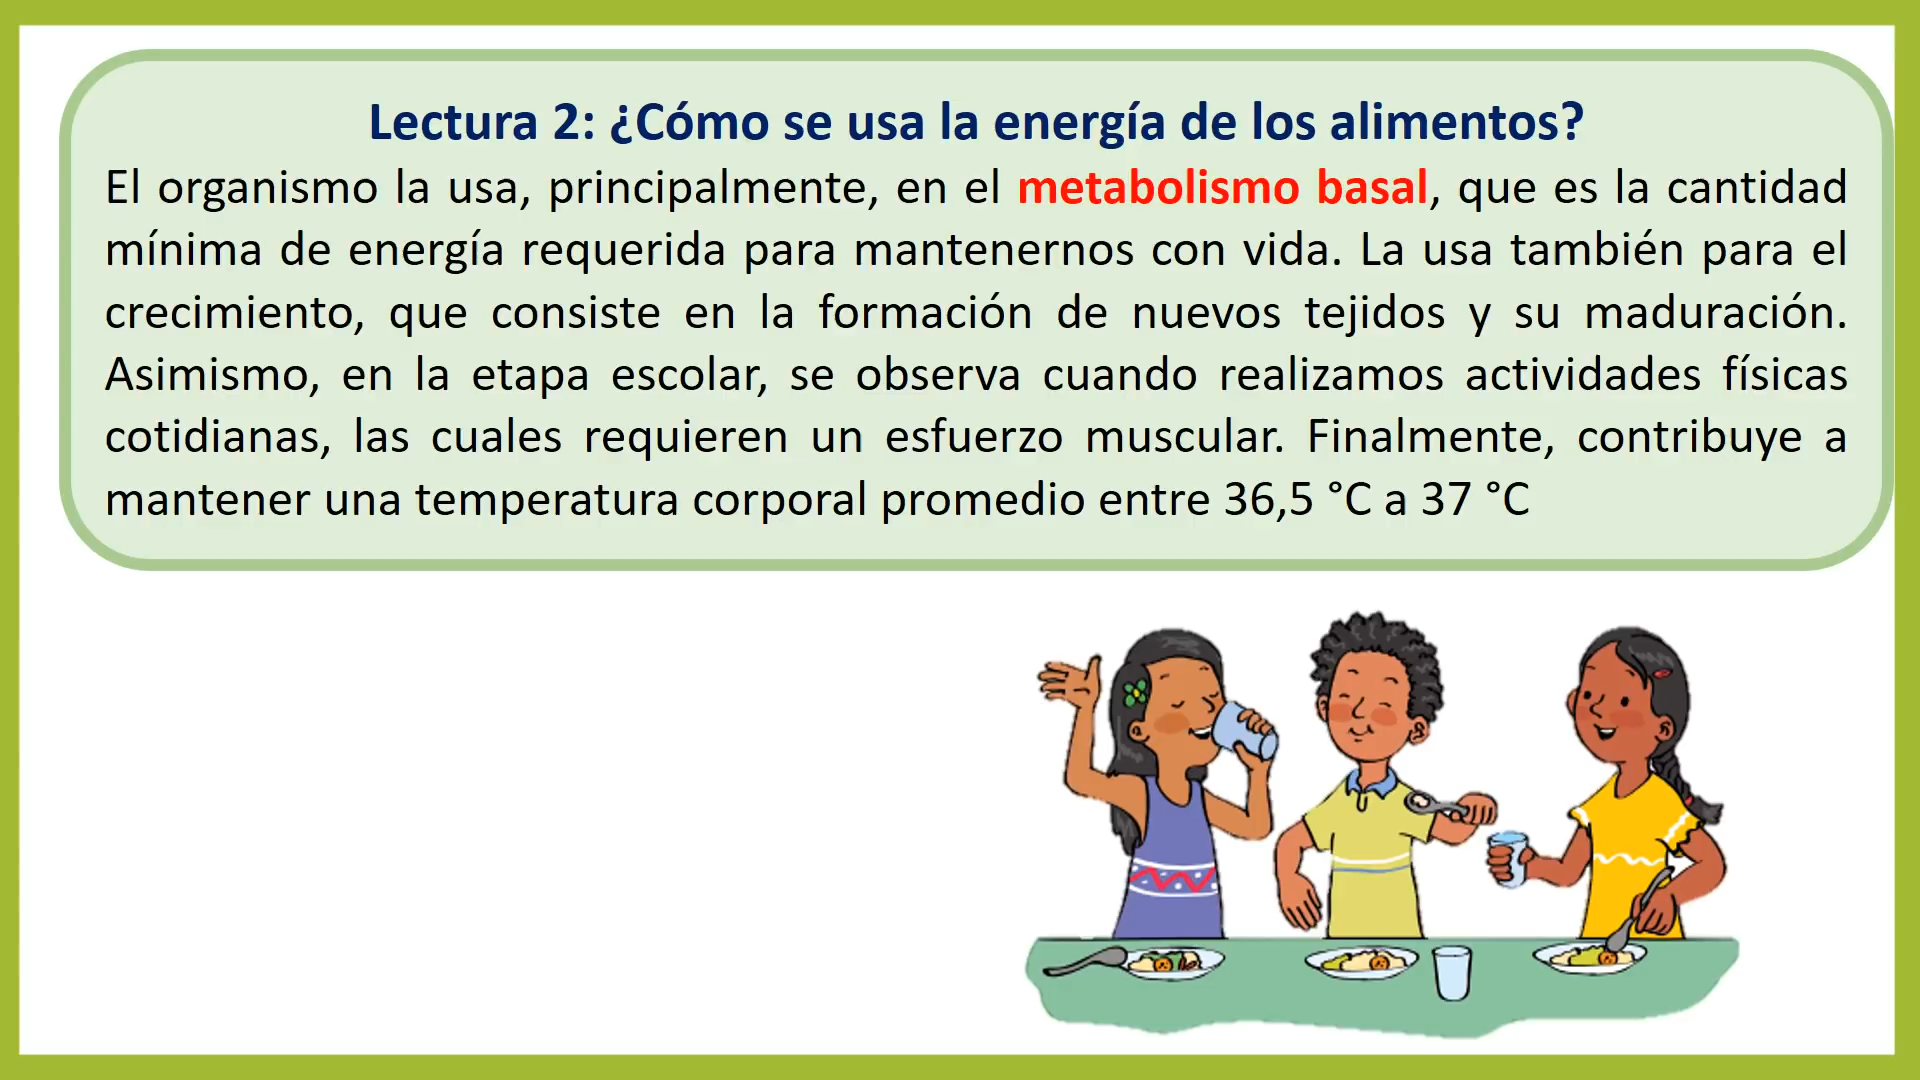 Lectura 2: ¿Cómo se usa la energía de los alimentos?
El organismo la usa, principalmente, en el metabolismo basal, que es la cantidad
mínima de energía requerida para mantenernos con vida. La usa también para el
crecimiento, que consiste en la formación de nuevos tejidos y su maduración.
Asimismo, en la etapa escolar, se observa cuando realizamos actividades físicas
cotidianas, las cuales requieren un esfuerzo muscular. Finalmente, contribuye a
mantener una temperatura corporal promedio entre 36,5 °C a 37 °C